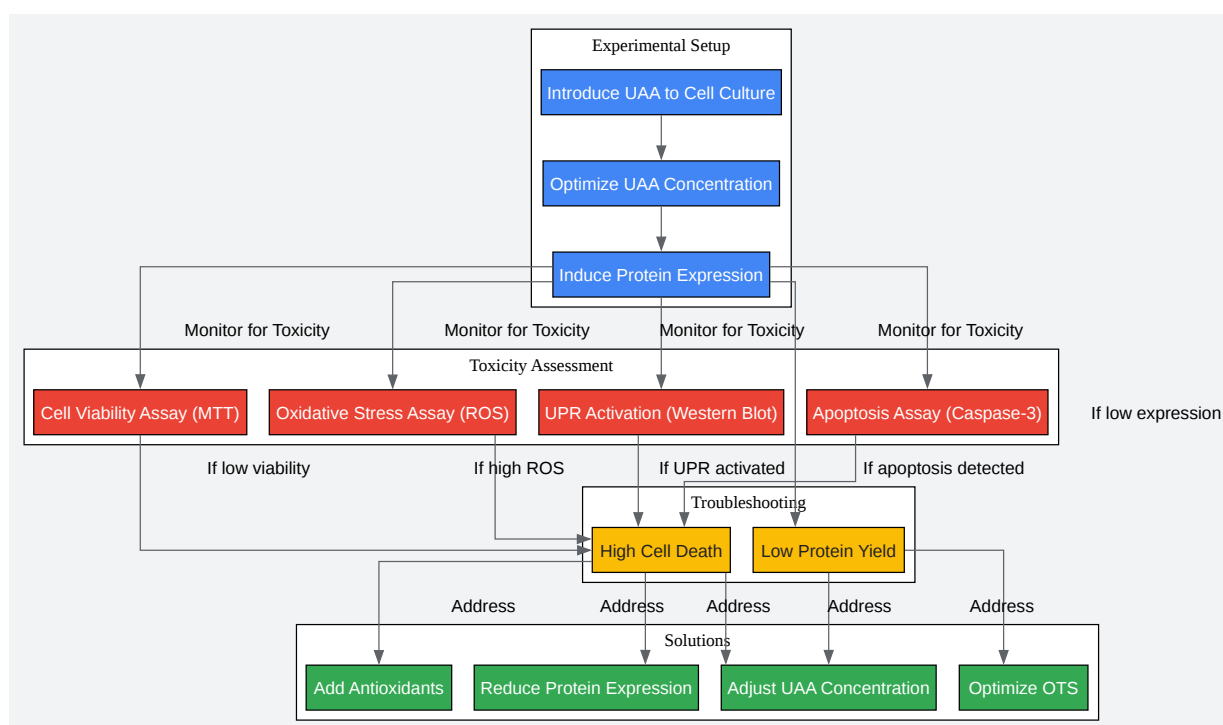 Experimental Setup
Introduce UAA to Cell Culture
Optimize UAA Concentration
Induce Protein Expression
Monitor for Toxicity
Monitor for Toxicity
Monitor for Toxicity
Monitor for Toxicity
Toxicity Assessment
Cell Viability Assay (MTT)
Oxidative Stress Assay (ROS)
UPR Activation (Western Blot)
Apoptosis Assay (Caspase-3)
If low expression
If low viability
If high ROS
If UPR activated
If apoptosis detected
Troubleshooting
High Cell Death
Low Protein Yield
Address
Address
Address
Address
Address
Solutions
Add Antioxidants
Reduce Protein Expression
Adjust UAA Concentration
Optimize OTS